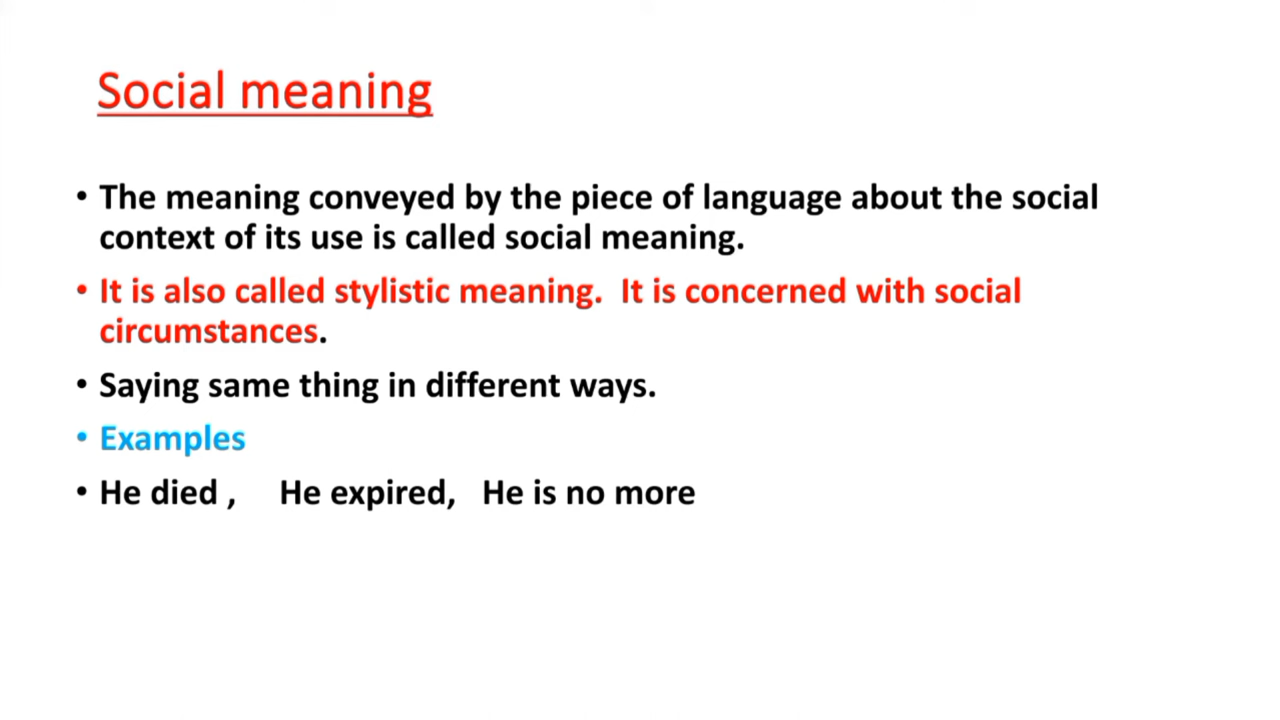 Social meaning
• The meaning conveyed by the piece of language about the social
context of its use is called social meaning.
• It is also called stylistic meaning.  It is concerned with social
circumstances.
• Saying same thing in different ways.
• Examples
• He died ,    He expired,   He is no more